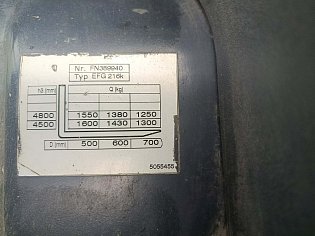 Nr. FN369940
Typ EFG 216k
h3 (mm) Q (kg)
4800 1550 1380 1250
4500 1600 1430 1300
D (mm) 500 600 700
5055455